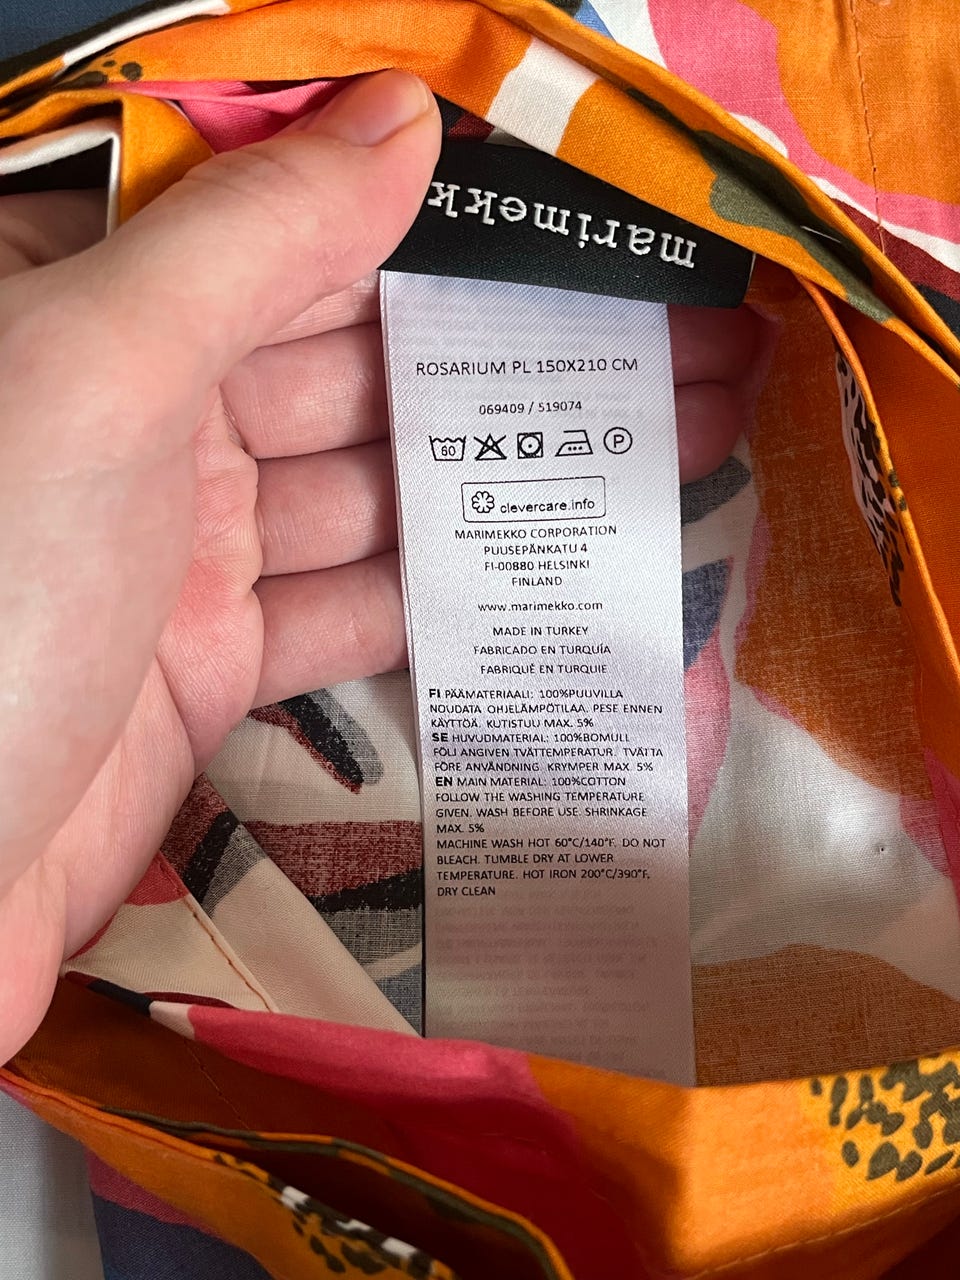 marimekko
ROSARIUM PL 150X210 CM
069409 / 519074
60 P
clevercare.info
MARIMEKKO CORPORATION
PUUSEPÄNKATU 4
FI-00880 HELSINKI
FINLAND
www.marimekko.com
MADE IN TURKEY
FABRICADO EN TURQUÍA
FABRIQUÉ EN TURQUIE
FI PÄÄMATERIAALI: 100%PUUVILLA
NOUDATA OHJELÄMPÖTILAA. PESE ENNEN
KÄYTTÖÄ. KUTISTUU MAX. 5%
SE HUVUDMATERIAL: 100%BOMULL
FÖLJ ANGIVEN TVÄTTEMPERATUR. TVÄTTA
FÖRE ANVÄNDNING. KRYMPER MAX. 5%
EN MAIN MATERIAL: 100%COTTON
FOLLOW THE WASHING TEMPERATURE
GIVEN. WASH BEFORE USE. SHRINKAGE
MAX. 5%
MACHINE WASH HOT 60°C/140°F. DO NOT
BLEACH. TUMBLE DRY AT LOWER
TEMPERATURE. HOT IRON 200°C/390°F,
DRY CLEAN